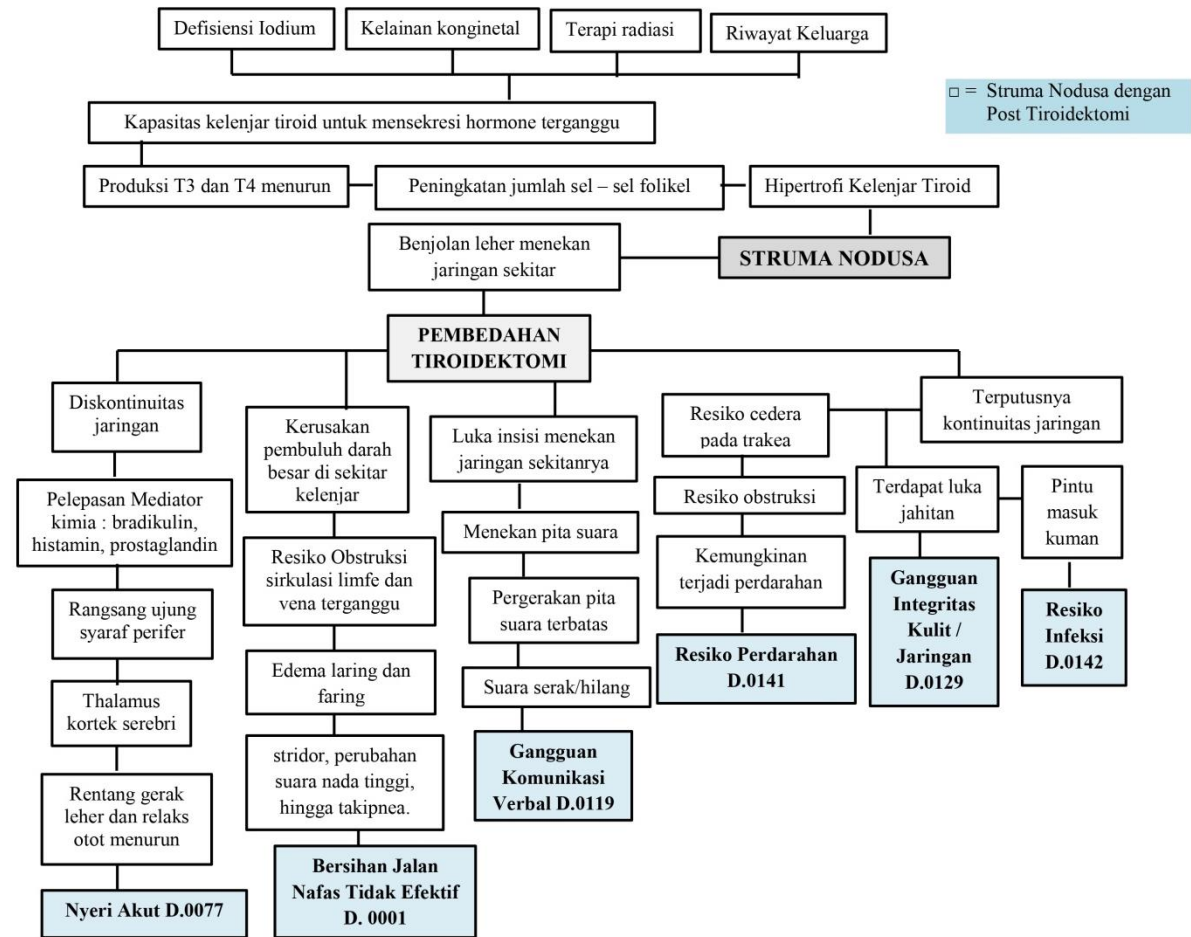 Defisiensi Iodium
Kelainan konginetal
Terapi radiasi
Riwayat Keluarga
□ = Struma Nodusa dengan
Post Tiroidektomi
Kapasitas kelenjar tiroid untuk mensekresi hormone terganggu
Produksi T3 dan T4 menurun
Peningkatan jumlah sel – sel folikel
Hipertrofi Kelenjar Tiroid
Benjolan leher menekan
jaringan sekitar
STRUMA NODUSA
PEMBEDAHAN
TIROIDEKTOMI
Diskontinuitas
jaringan
Pelepasan Mediator
kimia : bradikulin,
histamin, prostaglandin
Rangsang ujung
syaraf perifer
Thalamus
kortek serebri
Rentang gerak
leher dan relaks
otot menurun
Nyeri Akut D.0077
Kerusakan
pembuluh darah
besar di sekitar
kelenjar
Resiko Obstruksi
sirkulasi limfe dan
vena terganggu
Edema laring dan
faring
stridor, perubahan
suara nada tinggi,
hingga takipnea.
Bersihan Jalan
Nafas Tidak Efektif
D. 0001
Luka insisi menekan
jaringan sekitanrya
Menekan pita suara
Pergerakan pita
suara terbatas
Suara serak/hilang
Gangguan
Komunikasi
Verbal D.0119
Resiko cedera
pada trakea
Resiko obstruksi
Kemungkinan
terjadi perdarahan
Resiko Perdarahan
D.0141
Terputusnya
kontinuitas jaringan
Terdapat luka
jahitan
Gangguan
Integritas
Kulit /
Jaringan
D.0129
Pintu
masuk
kuman
Resiko
Infeksi
D.0142